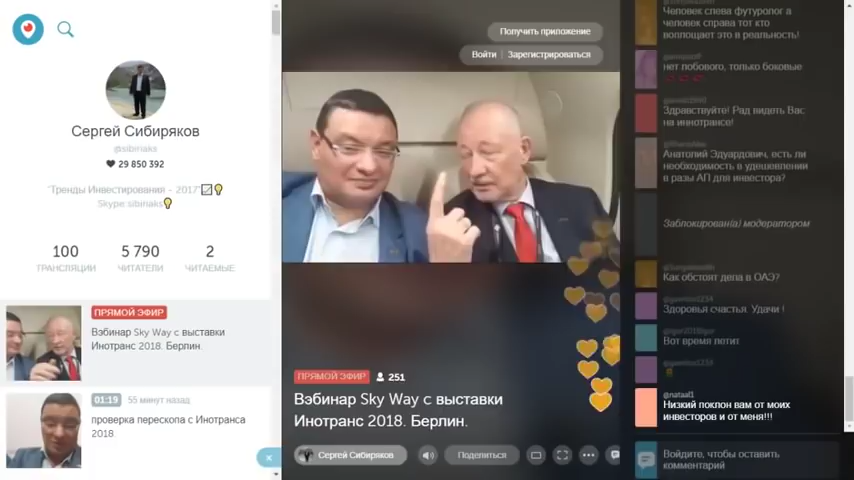 Сергей Сибиряков
@sibiriaks
29 850 392
"Тренды Инвестирования - 2017"
Skype: sibiriaks
100
5 790
2
ТРАНСЛЯЦИИ
ЧИТАТЕЛИ
ЧИТАЕМЫЕ
ПРЯМОЙ ЭФИР
Вэбинар Sky Way с выставки
Инотранс 2018. Берлин.
01:19 55 минут назад
проверка перескопа с Инотранса
2018
Получить приложение
Войти | Зарегистрироваться
ПРЯМОЙ ЭФИР 251
Вэбинар Sky Way с выставки
Инотранс 2018. Берлин.
Сергей Сибиряков
Поделиться
Человек слева футуролог а
человек справа тот кто
воплощает это в реальность!
нет лобового, только боковые
Здравствуйте! Рад видеть Вас
на иннотрансе!
Анатолий Эдуардович, есть ли
необходимость в удешевлении
в разы АП для инвестора?
Заблокирован(а) модератором
Как обстоят дела в ОАЭ?
Здоровья счастья. Удачи !
Вот время летит.
@nataal1
Низкий поклон вам от моих
инвесторов и от меня!!!
Войдите, чтобы оставить
комментарий